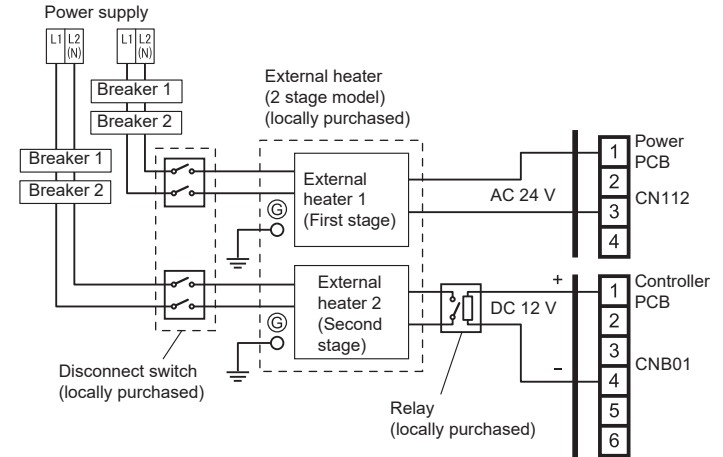 Power supply
L1 L2 (N)
L1 L2 (N)
Breaker 1
Breaker 2
Breaker 1
Breaker 2
External heater
(2 stage model)
(locally purchased)
External
heater 1
(First stage)
G
External
heater 2
(Second
stage)
G
AC 24 V
1
2
3
4
Power
PCB
CN112
+
DC 12 V
–
1
2
3
4
5
6
Controller
PCB
CNB01
Disconnect switch
(locally purchased)
Relay
(locally purchased)